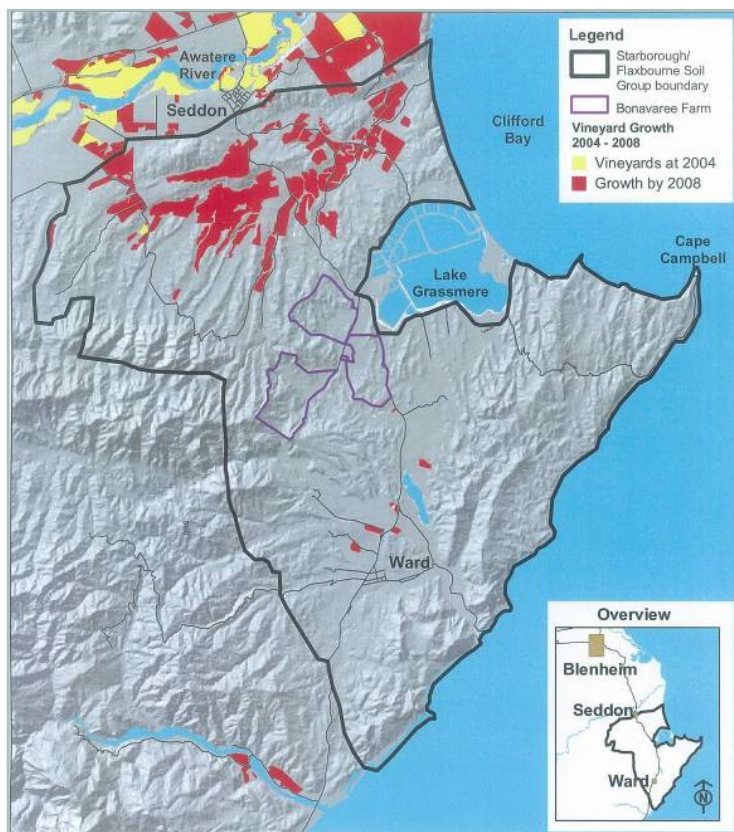 Legend
Starborough/
Flaxbourne Soil
Group boundary
Bonavaree Farm
Vineyard Growth
2004 - 2008
Vineyards at 2004
Growth by 2008
Awatere
River
Seddon
Clifford
Bay
Cape
Campbell
Lake
Grassmere
Ward
Overview
Blenheim
Seddon
Ward
N